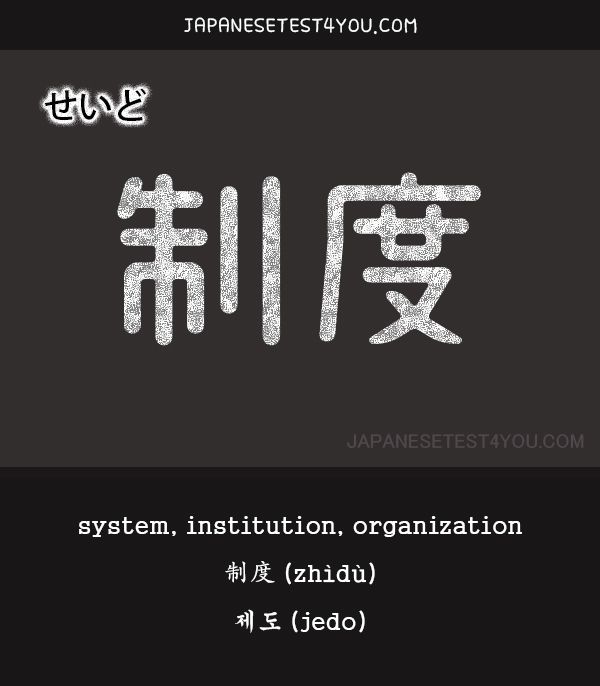 JAPANESETEST4YOU.COM
せいど
制度
JAPANESETEST4YOU.COM
system, institution, organization
制度 (zhìdù)
제도 (jedo)